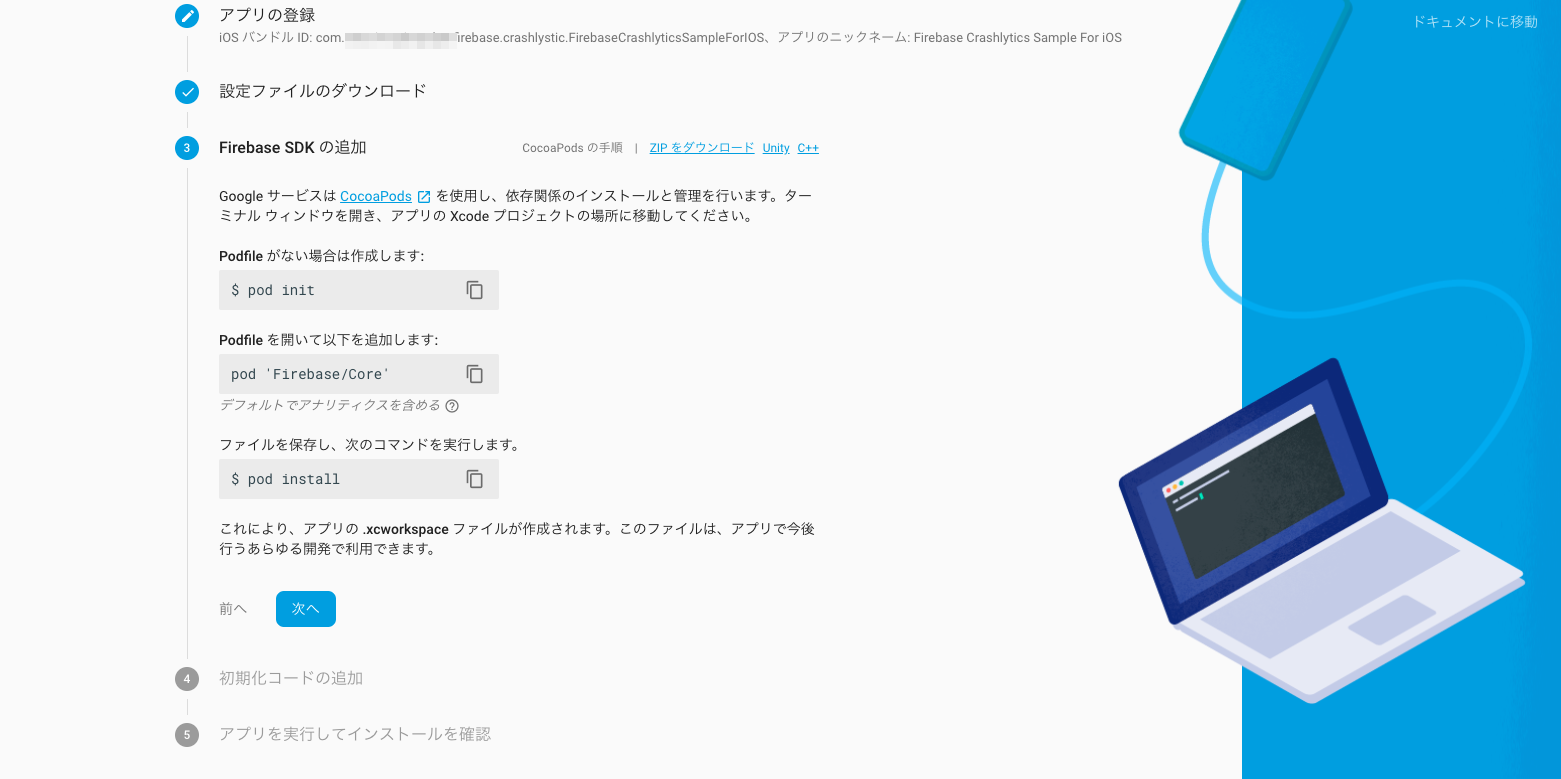 アプリの登録
ドキュメントに移動
iOS バンドル ID: com.irebase.crashlystic.FirebaseCrashlyticsSampleForIOS、アプリのニックネーム: Firebase Crashlytics Sample For iOS
設定ファイルのダウンロード
3 Firebase SDK の追加 CocoaPods の手順 | ZIP をダウンロード Unity C++
Google サービスは CocoaPods を使用し、依存関係のインストールと管理を行います。ター
ミナル ウィンドウを開き、アプリの Xcode プロジェクトの場所に移動してください。
Podfile がない場合は作成します:
$ pod init
Podfile を開いて以下を追加します:
pod 'Firebase/Core'
デフォルトでアナリティクスを含める ?
ファイルを保存し、次のコマンドを実行します。
$ pod install
これにより、アプリの .xcworkspace ファイルが作成されます。このファイルは、アプリで今後
行うあらゆる開発で利用できます。
前へ 次へ
4 初期化コードの追加
5 アプリを実行してインストールを確認